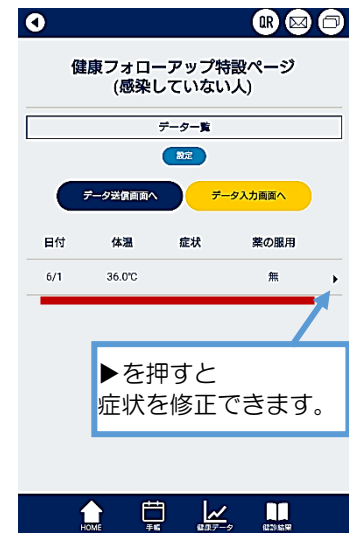 QR
健康フォローアップ特設ページ
(感染していない人)
データ一覧
設定
データ送信画面へ データ入力画面へ
日付 体温 症状 薬の服用
6/1 36.0℃ 無 ▶
▶を押すと
症状を修正できます。
HOME 手帳 健康データ 健診結果